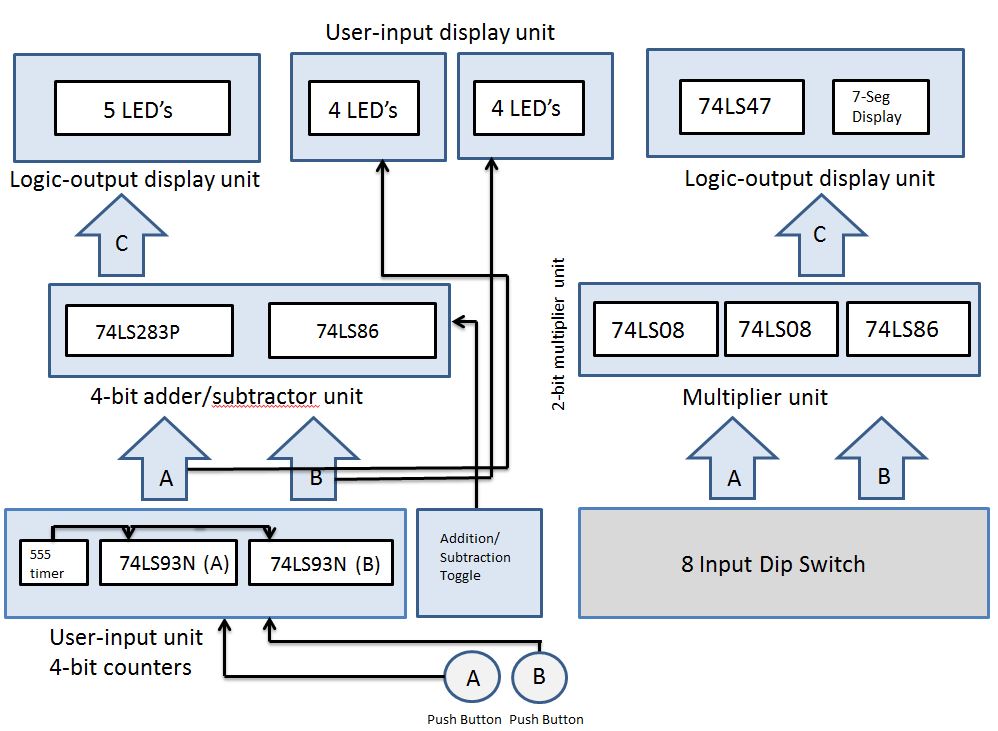 User-input display unit
5 LED's
4 LED's
4 LED's
74LS47
7-Seg
Display
Logic-output display unit
Logic-output display unit
C
C
2-bit multiplier unit
74LS283P
74LS86
74LS08
74LS08
74LS86
4-bit adder/subtractor unit
Multiplier unit
A
B
A
B
555
timer
74LS93N (A)
74LS93N (B)
Addition/
Subtraction
Toggle
8 Input Dip Switch
User-input unit
4-bit counters
A
B
Push Button
Push Button